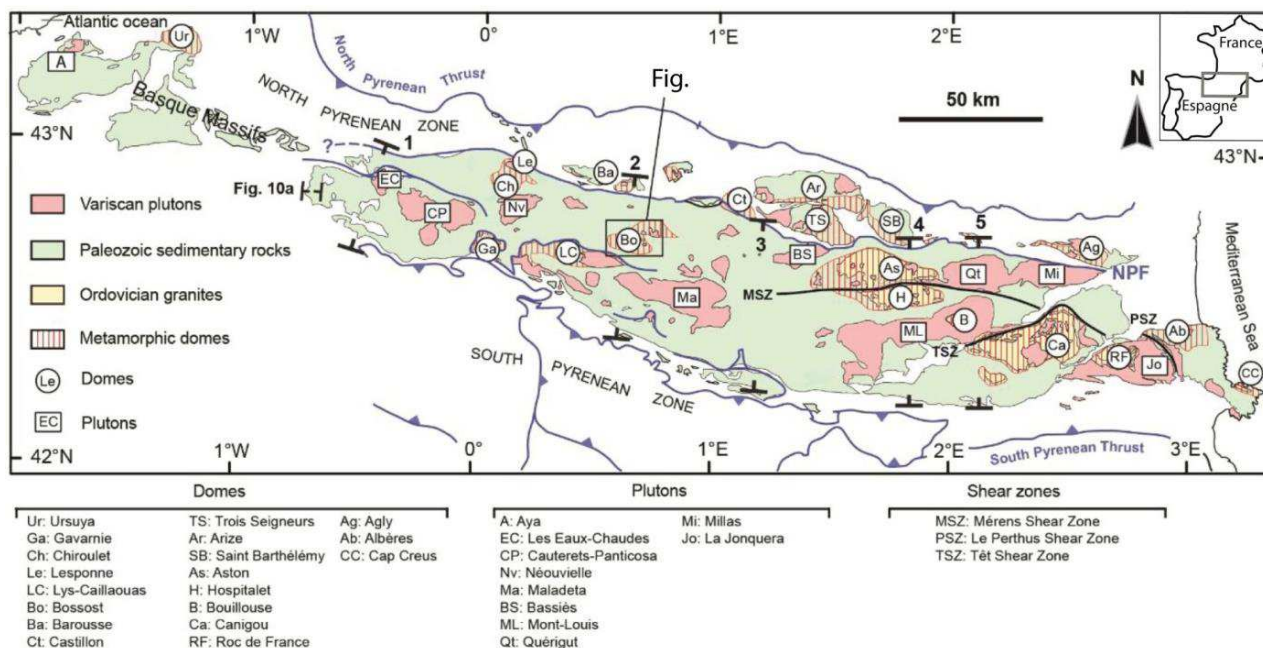 Atlantic ocean
Ur
1°W
0°
1°E
2°E
France
Espagné
A
Basque Massifs
North Pyrenean Thrust
NORTH PYRENEAN ZONE
Fig.
50 km
N
43°N
43°N
?
1
Le
Ba
2
Ch
Nv
EC
CP
Fig. 10a
Ga
LC
Bo
Ma
Ct
Ar
TS
SB
3
4
5
BS
As
H
MSZ
Qt
Mi
Ag
NPF
ML
B
TSZ
Ca
PSZ
RF
Jo
Ab
CC
Mediterranean Sea
Variscan plutons
Paleozoic sedimentary rocks
Ordovician granites
Metamorphic domes
Le Domes
EC Plutons
SOUTH PYRENEAN ZONE
South Pyrenean Thrust
42°N
1°W
0°
1°E
2°E
3°E
42°N
Domes
Ur: Ursuya
Ga: Gavarnie
Ch: Chiroulet
Le: Lesponne
LC: Lys-Caillaouas
Bo: Bossost
Ba: Barousse
Ct: Castillon
TS: Trois Seigneurs
Ar: Arize
SB: Saint Barthélémy
As: Aston
H: Hospitalet
B: Bouillouse
Ca: Canigou
RF: Roc de France
Ag: Agly
Ab: Albères
CC: Cap Creus
Plutons
A: Aya
EC: Les Eaux-Chaudes
CP: Cauterets-Panticosa
Nv: Néouvielle
Ma: Maladeta
BS: Bassiès
ML: Mont-Louis
Qt: Quérigut
Mi: Millas
Jo: La Jonquera
Shear zones
MSZ: Mérens Shear Zone
PSZ: Le Perthus Shear Zone
TSZ: Têt Shear Zone